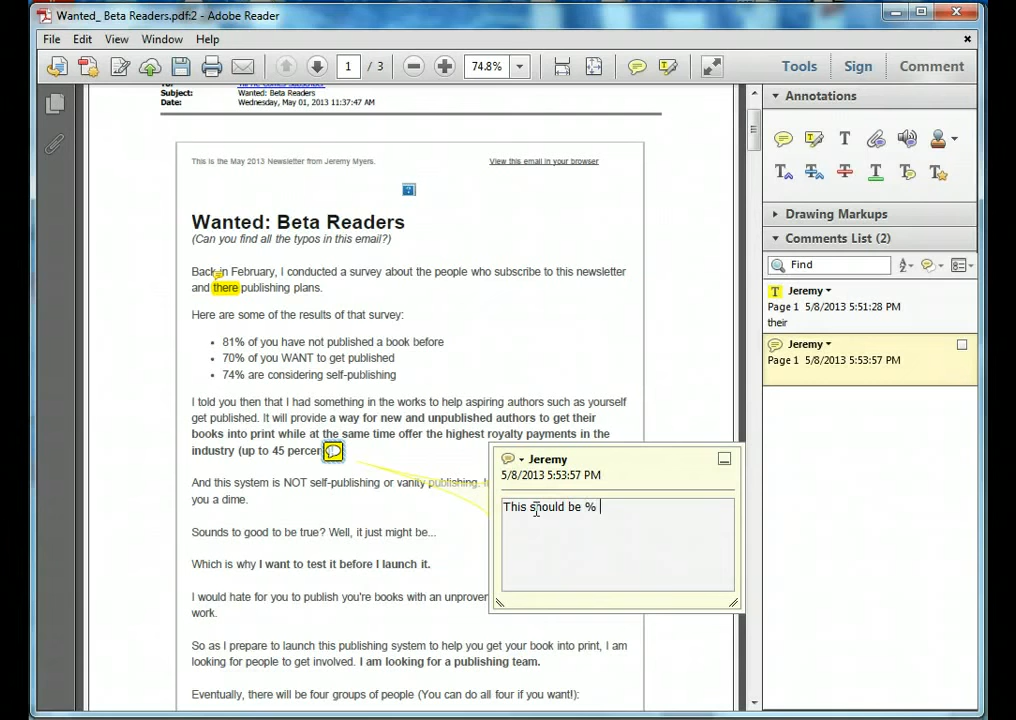 Wanted_ Beta Readers.pdf:2 - Adobe Reader
File Edit View Window Help
1 / 3 74.8% Tools Sign Comment
Subject: Wanted: Beta Readers
Date: Wednesday, May 01, 2013 11:37:47 AM
This is the May 2013 Newsletter from Jeremy Myers. View this email in your browser
Wanted: Beta Readers
(Can you find all the typos in this email?)
Back in February, I conducted a survey about the people who subscribe to this newsletter
and there publishing plans.
Here are some of the results of that survey:
• 81% of you have not published a book before
• 70% of you WANT to get published
• 74% are considering self-publishing
I told you then that I had something in the works to help aspiring authors such as yourself
get published. It will provide a way for new and unpublished authors to get their
books into print while at the same time offer the highest royalty payments in the
industry (up to 45 percen
And this system is NOT self-publishing or vanity publishing.
you a dime.
Sounds to good to be true? Well, it just might be...
Which is why I want to test it before I launch it.
I would hate for you to publish you're books with an unproven
work.
So as I prepare to launch this publishing system to help you get your book into print, I am
looking for people to get involved. I am looking for a publishing team.
Eventually, there will be four groups of people (You can do all four if you want!):
Jeremy
5/8/2013 5:53:57 PM
This should be %
Annotations
Drawing Markups
Comments List (2)
Find
Jeremy
Page 1 5/8/2013 5:51:28 PM
their
Jeremy
Page 1 5/8/2013 5:53:57 PM